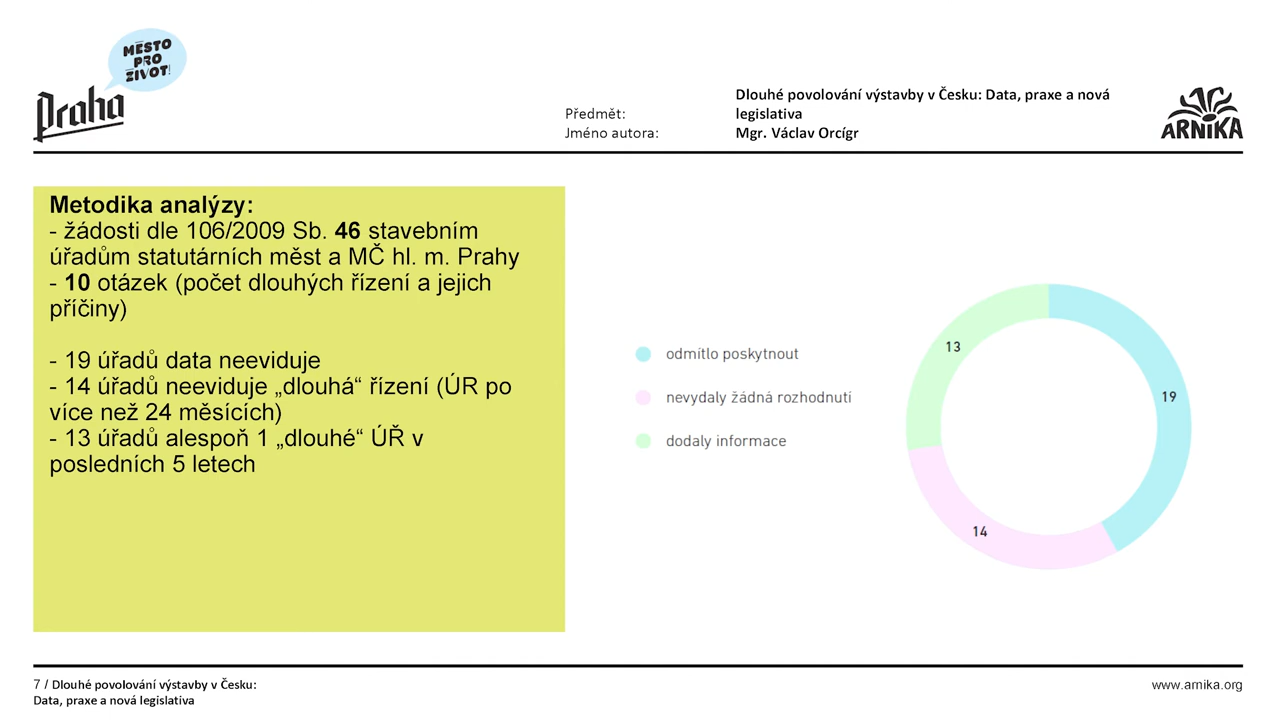 MĚSTO
PRO
ŽIVOT!
Praha
Předmět:
Jméno autora:
Dlouhé povolování výstavby v Česku: Data, praxe a nová
legislativa
Mgr. Václav Orcígr
ARNIKA
Metodika analýzy:
- žádosti dle 106/2009 Sb. 46 stavebním
úřadům statutárních měst a MČ hl. m. Prahy
- 10 otázek (počet dlouhých řízení a jejich
příčiny)
- 19 úřadů data neeviduje
- 14 úřadů neeviduje „dlouhá“ řízení (ÚR po
více než 24 měsících)
- 13 úřadů alespoň 1 „dlouhé“ ÚŘ v
posledních 5 letech
odmítlo poskytnout
nevydaly žádná rozhodnutí
dodaly informace
13
19
14
7 / Dlouhé povolování výstavby v Česku:
Data, praxe a nová legislativa
www.arnika.org